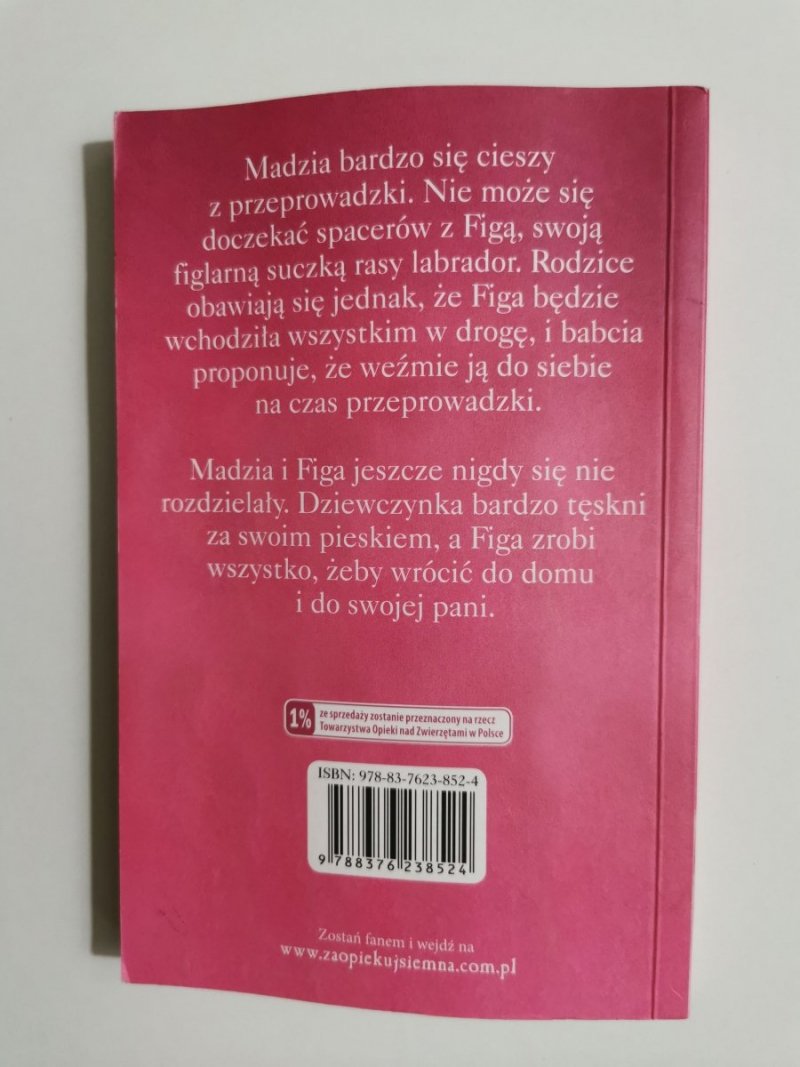 Madzia bardzo się cieszy
z przeprowadzki. Nie może się
doczekać spacerów z Figą, swoją
figlarną suczką rasy labrador. Rodzice
obawiają się jednak, że Figa będzie
wchodziła wszystkim w drogę, i babcia
proponuje, że weźmie ją do siebie
na czas przeprowadzki.
Madzia i Figa jeszcze nigdy się nie
rozdzielały. Dziewczynka bardzo tęskni
za swoim pieskiem, a Figa zrobi
wszystko, żeby wrócić do domu
i do swojej pani.
1% ze sprzedaży zostanie przeznaczony na rzecz
Towarzystwa Opieki nad Zwierzętami w Polsce
ISBN: 978-83-7623-852-4
9 788376 238524
Zostań fanem i wejdź na
www.zaopiekujsiemna.com.pl